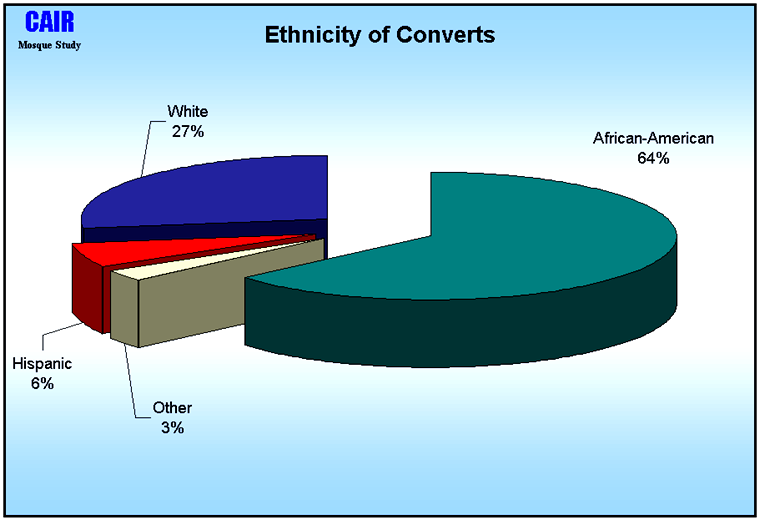 CAIR
Mosque Study
Ethnicity of Converts
White
27%
African-American
64%
Hispanic
6%
Other
3%